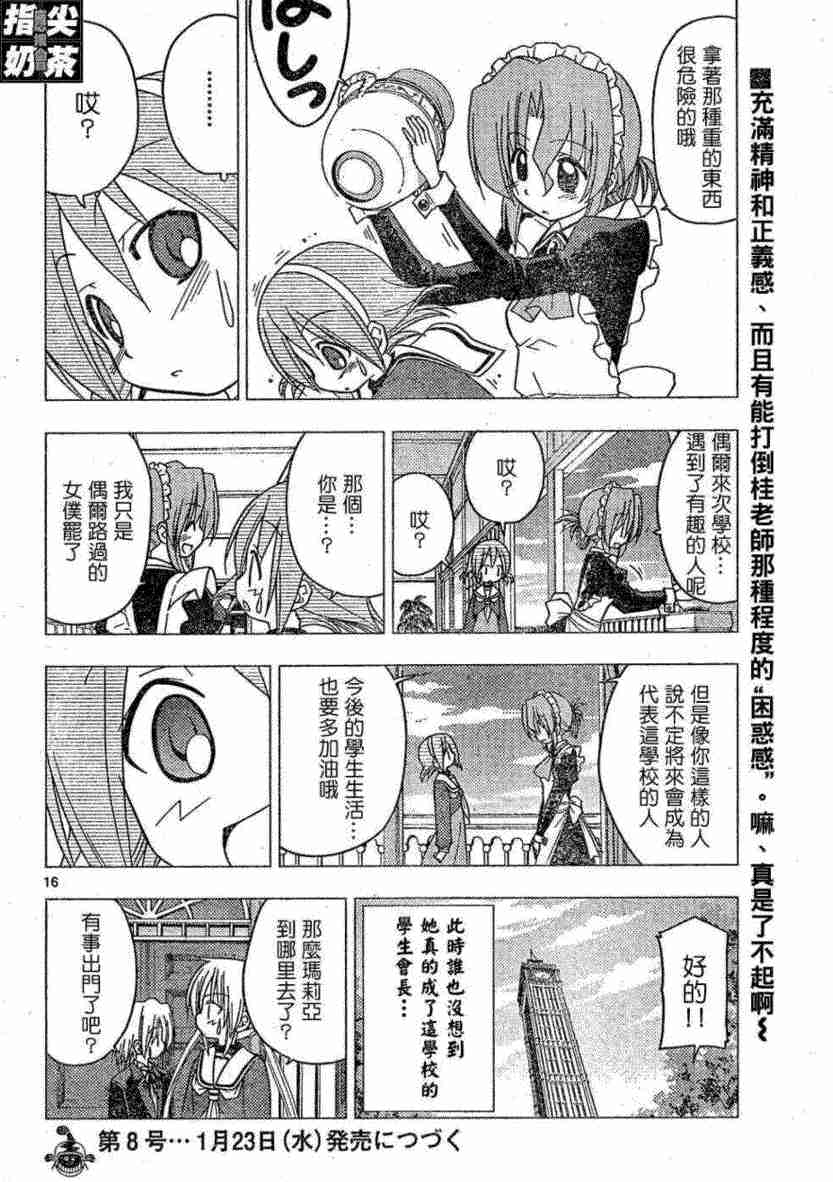 指尖
奶茶
充滿精神和正義感、而且有能打倒桂老師那種程度的“困惑感”。嘛、真是了不起啊~
拿著那種重的東西
很危險的哦
はしっ
………
哎？
偶爾來次學校…
遇到了有趣的人呢
哎？
哎？
那個…
你是…？
我只是
偶爾路過的
女僕罷了
但是像你這樣的人
說不定將來會成為
代表這學校的人
今後的學生生活…
也要多加油哦
16
好的!!
此時誰也沒想到
她真的成了這學校的
學生會長…
那麼瑪莉亞
到哪里去了？
有事出門了吧？
第8号…1月23日(水)発売につづく